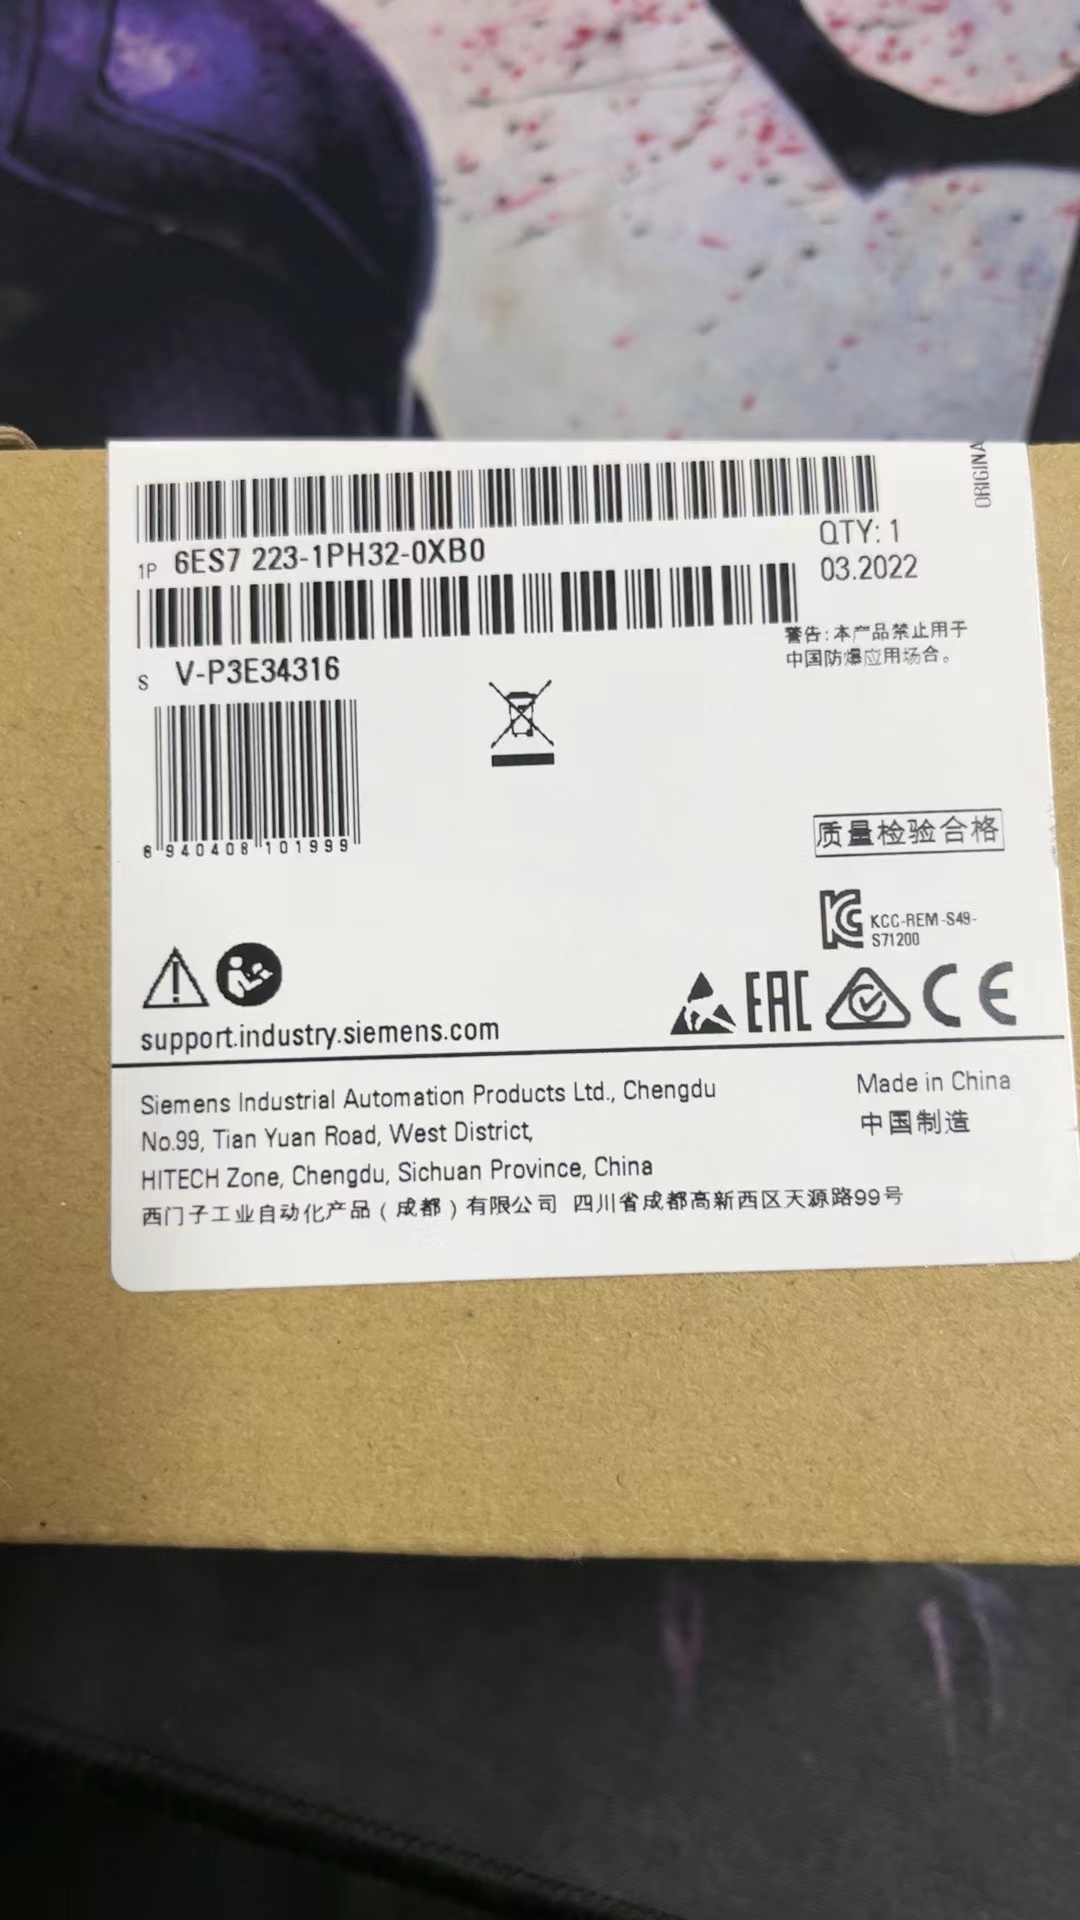 ORIGINA
1P 6ES7 223-1PH32-0XB0
QTY: 1
03.2022
S V-P3E34316
警告:本产品禁止用于
中国防爆应用场合。
6 940408 101999
质量检验合格
KCC-REM-S49-
S71200
EAC
CE
support.industry.siemens.com
Siemens Industrial Automation Products Ltd., Chengdu
No.99, Tian Yuan Road, West District,
HITECH Zone, Chengdu, Sichuan Province, China
Made in China
中国制造
西门子工业自动化产品(成都)有限公司 四川省成都高新西区天源路99号